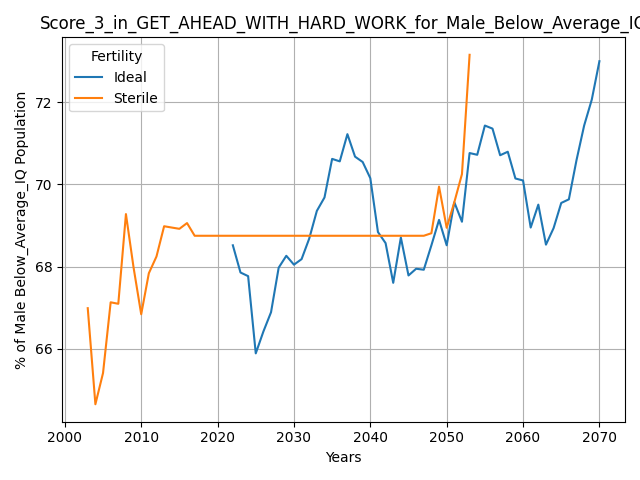 Score_3_in_GET_AHEAD_WITH_HARD_WORK_for_Male_Below_Average_IQ
Fertility
Ideal
Sterile
% of Male Below_Average_IQ Population
72
70
68
66
2000 2010 2020 2030 2040 2050 2060 2070
Years